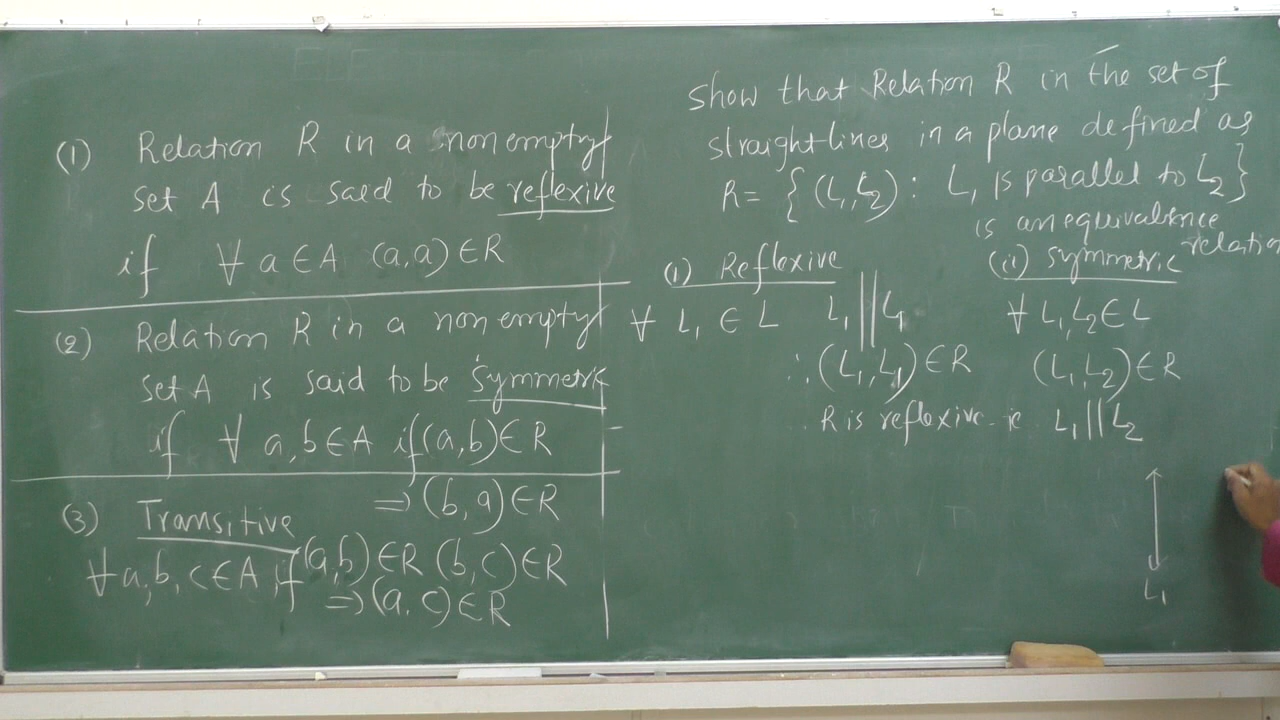 (1) Relation R in a non empty
set A is said to be reflexive
if ∀ a ∈ A (a, a) ∈ R
(2) Relation R in a non empty
set A is said to be symmetric
if ∀ a, b ∈ A if (a, b) ∈ R
⇒ (b, a) ∈ R
(3) Transitive
∀ a, b, c ∈ A if (a, b) ∈ R (b, c) ∈ R
⇒ (a, c) ∈ R
Show that Relation R in the set of
straight lines in a plane defined as
R = { (L1, L2) : L1 is parallel to L2 }
is an equivalence
relation
(1) Reflexive
∀ L1 ∈ L L1 || L1
∴ (L1, L1) ∈ R
∴ R is reflexive
(ii) symmetric
∀ L1, L2 ∈ L
(L1, L2) ∈ R
ie L1 || L2
L1